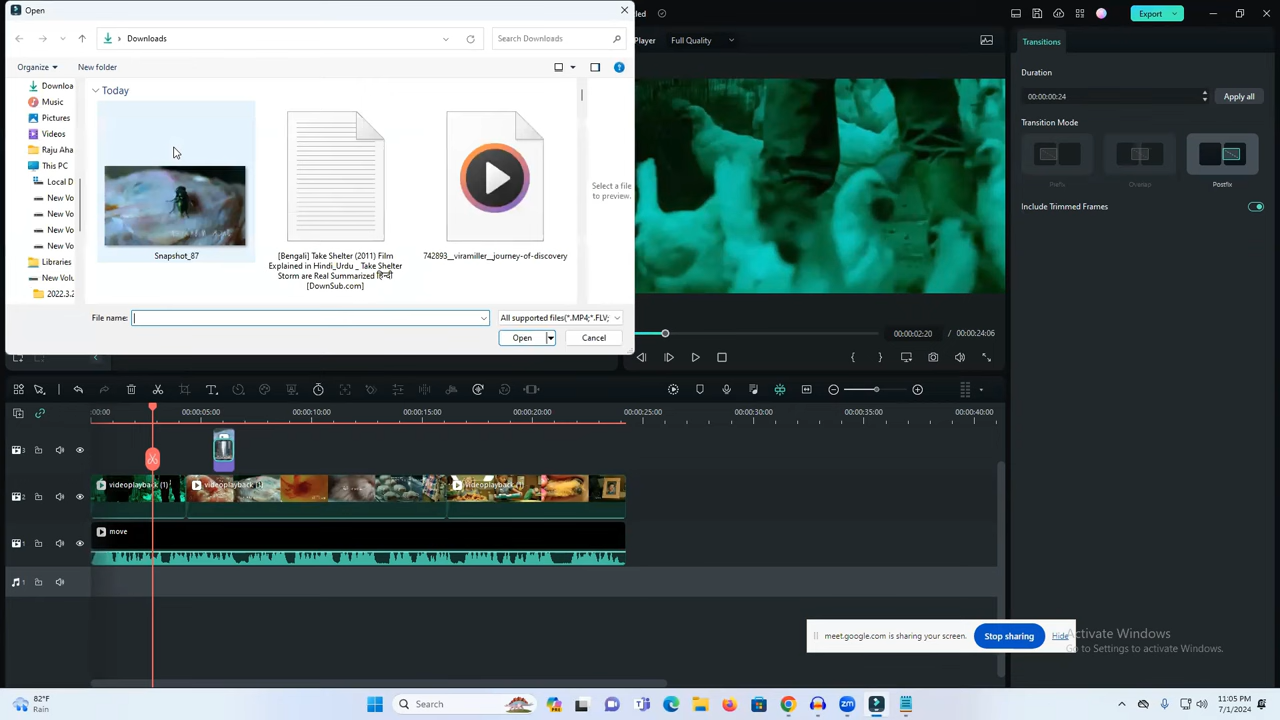 Open
Downloads
Search Downloads
Organize
New folder
Today
Downloa
Music
Pictures
Videos
Raju Aha
This PC
Local D
New Vo
New Vo
New Vo
New Vo
Libraries
New Volu
2022.3.2
Snapshot_87
[Bengali] Take Shelter (2011) Film
Explained in Hindi_Urdu _ Take Shelter
Storm are Real Summarized हिन्दी
[DownSub.com]
742893__viramiller__journey-of-discovery
Select a file
to preview.
File name:
All supported files(*.MP4;*.FLV;
Open
Cancel
led
Export
layer
Full Quality
00:00:02:20 / 00:00:24:06
Transitions
Duration
00:00:00:24
Apply all
Transition Mode
Prefix
Overlap
Postfix
Include Trimmed Frames
:00:00
00:00:05:00
00:00:10:00
00:00:15:00
00:00:20:00
00:00:25:00
00:00:30:00
00:00:35:00
00:00:40:00
3
2
videoplayback (1)
videoplayback (1)
videoplayback (1)
1
move
1
meet.google.com is sharing your screen.
Stop sharing
Hide
Activate Windows
Go to Settings to activate Windows.
82°F
Rain
Search
11:05 PM
7/1/2024